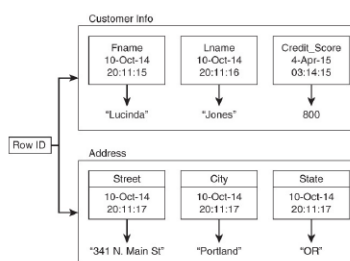 Customer Info
Fname
10-Oct-14
20:11:15
Lname
10-Oct-14
20:11:16
Credit_Score
4-Apr-15
03:14:15
"Lucinda"
"Jones"
800
Row ID
Address
Street
10-Oct-14
20:11:17
City
10-Oct-14
20:11:17
State
10-Oct-14
20:11:17
"341 N. Main St"
"Portland"
"OR"